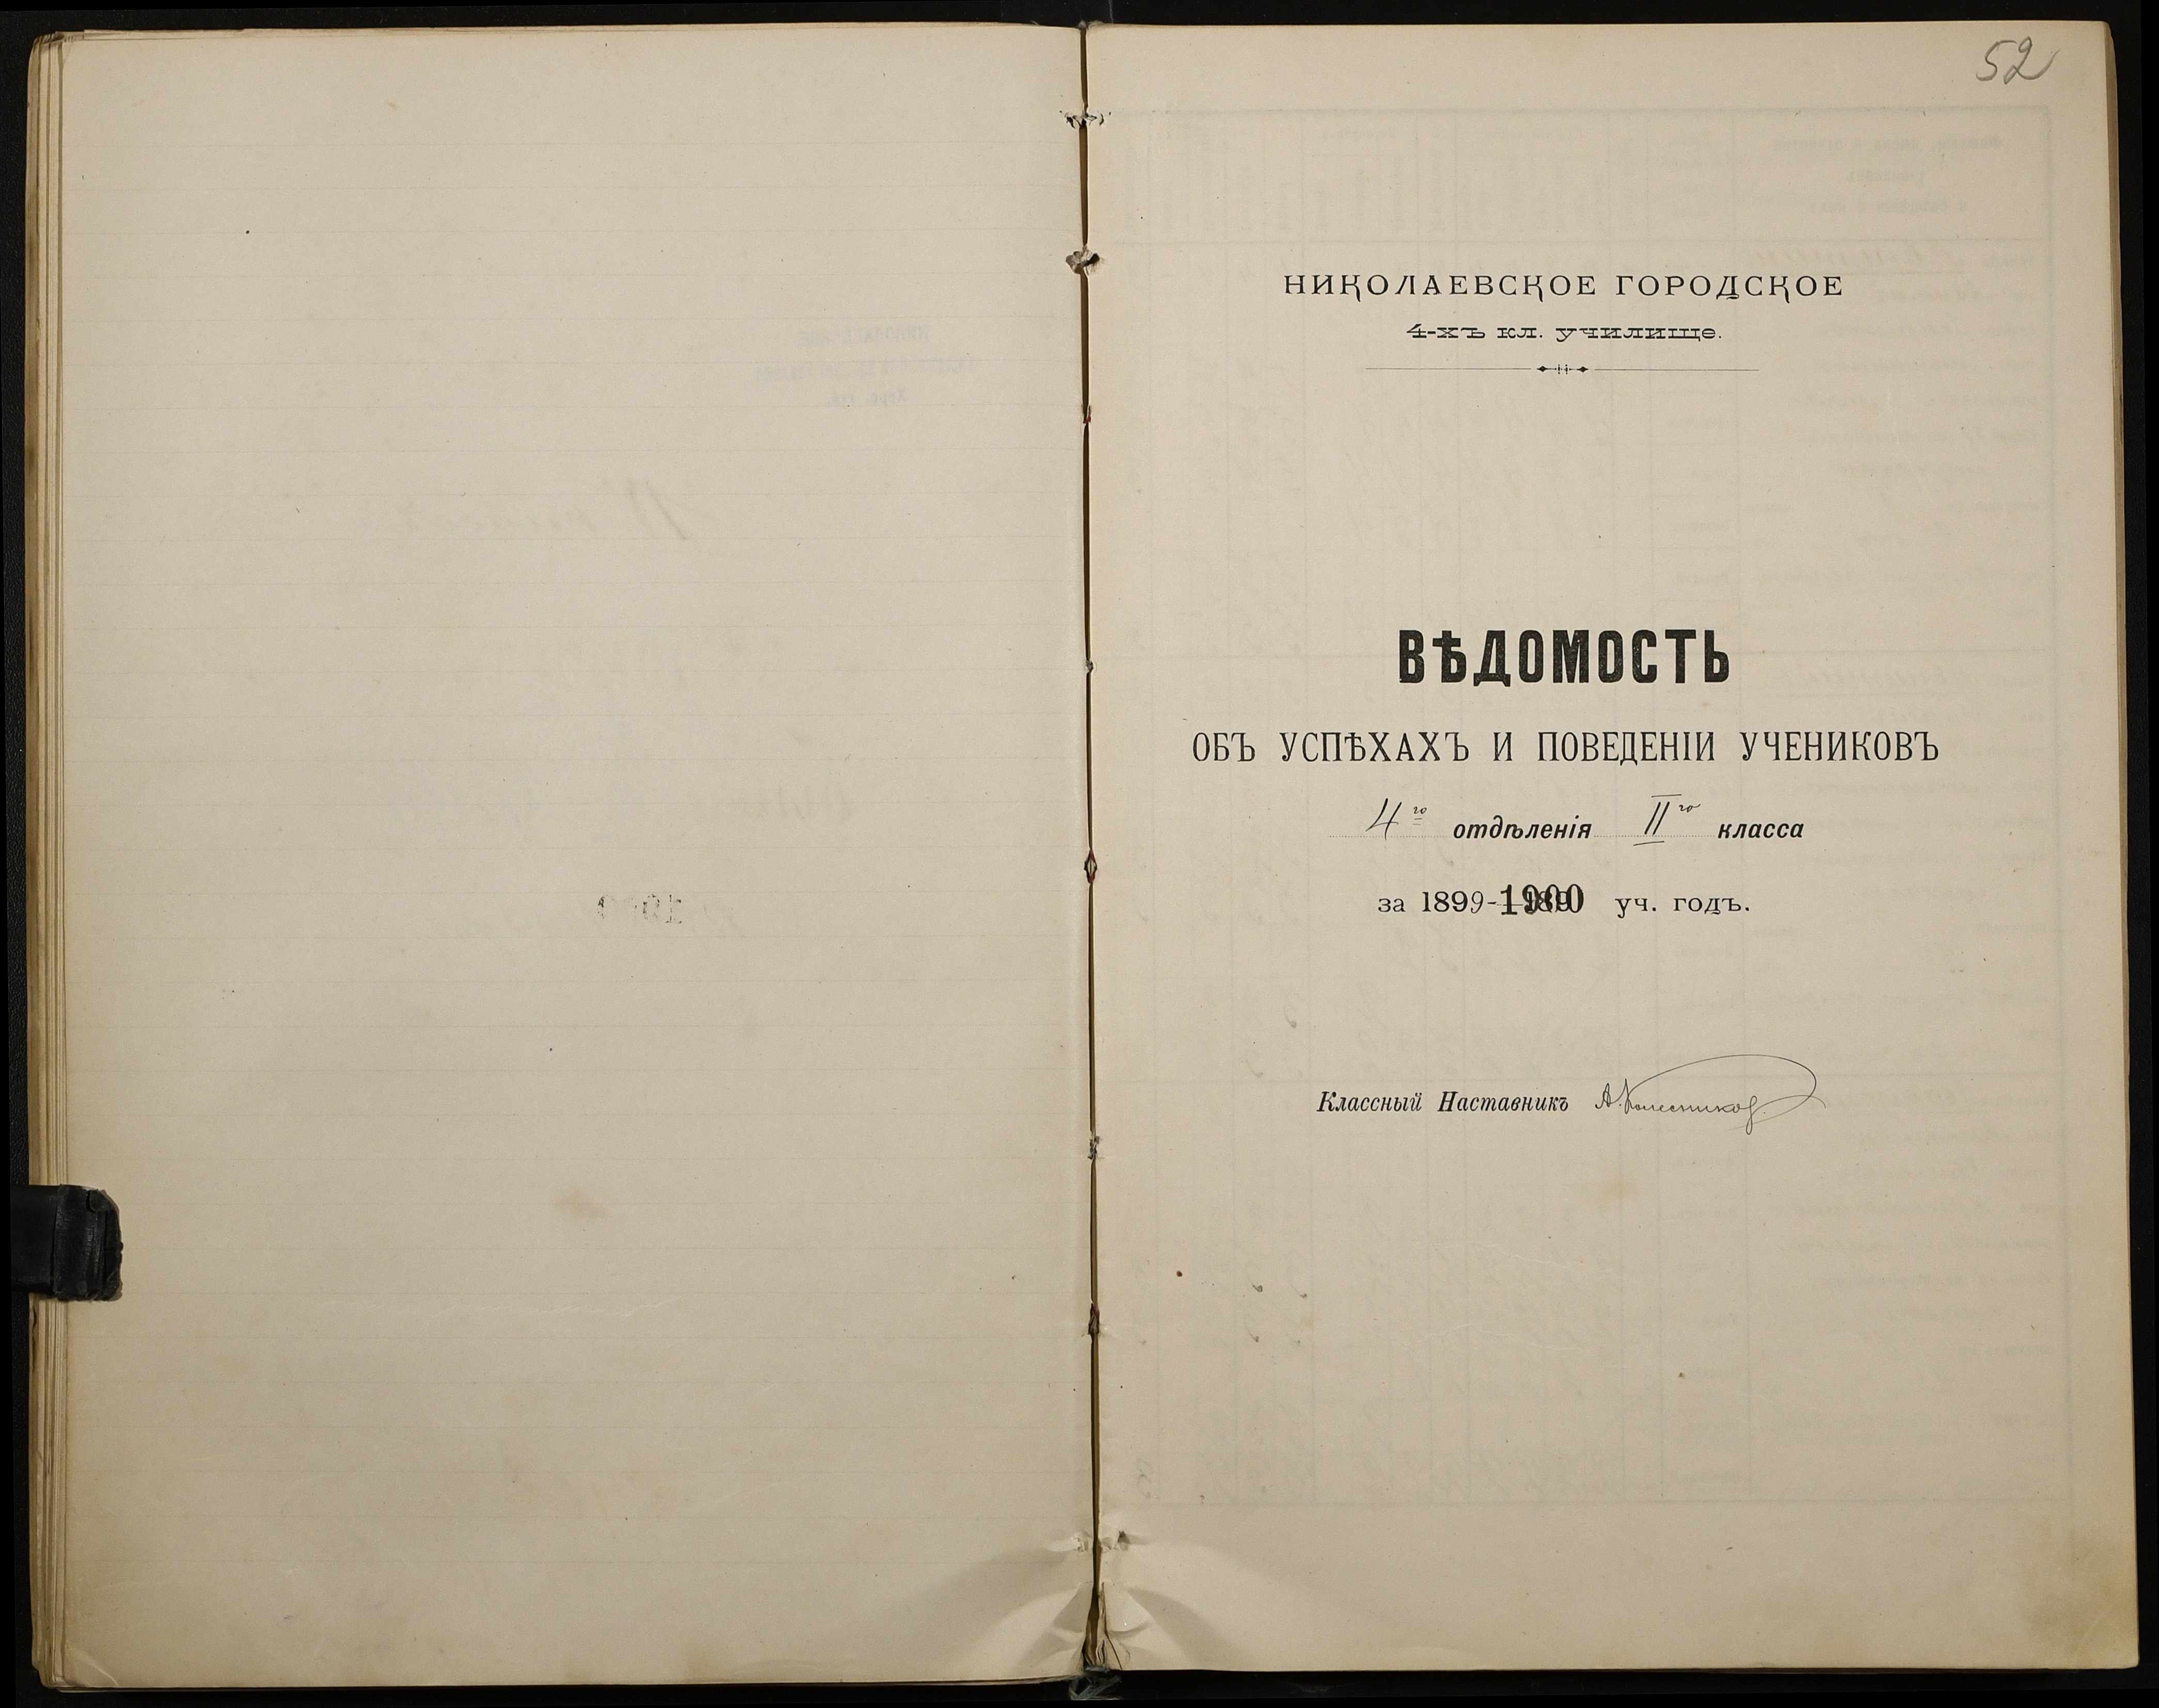 52
НИКОЛАЕВСКОЕ ГОРОДСКОЕ
4-хъ кл. училище.
ВѢДОМОСТЬ
ОБЪ УСПѢХАХЪ И ПОВЕДЕНІИ УЧЕНИКОВЪ
4го отдѣленія IIго класса
за 1899-1900 уч. годъ.
Классный Наставникъ А. Колесников